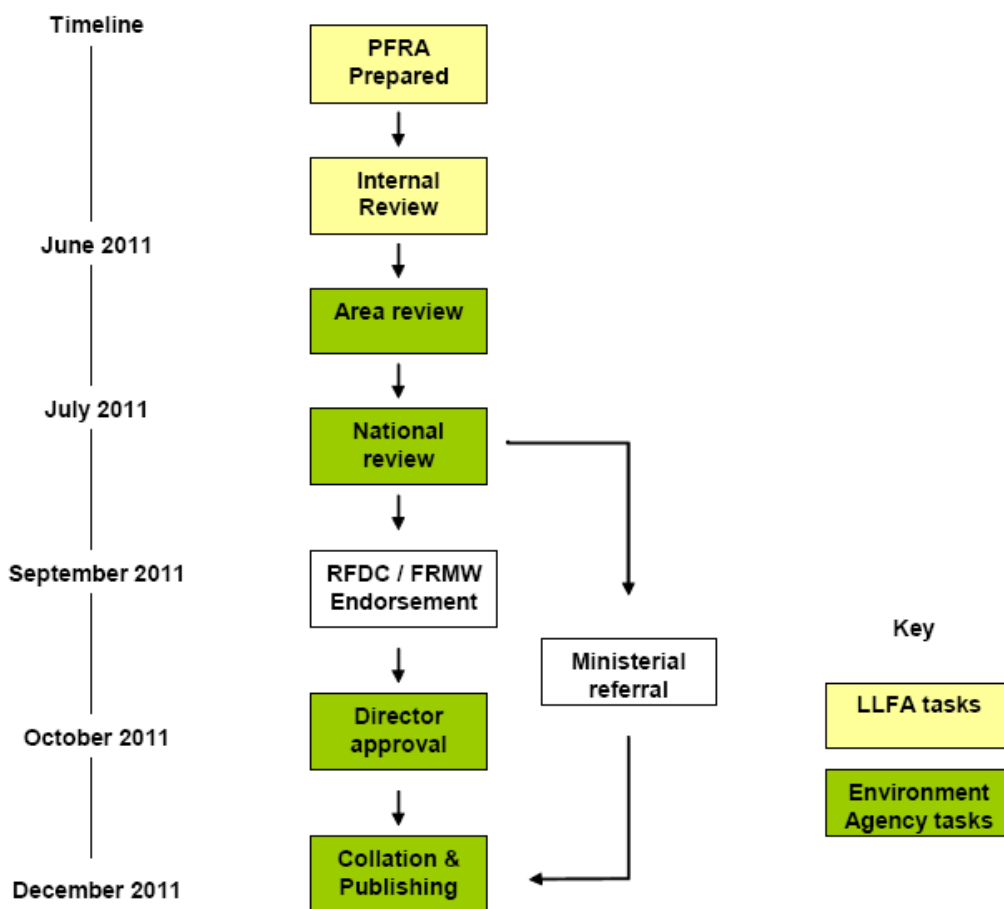 Timeline
PFRA
Prepared
Internal
Review
June 2011
Area review
July 2011
National
review
September 2011
RFDC / FRMW
Endorsement
Ministerial
referral
October 2011
Director
approval
Collation &
Publishing
December 2011
Key
LLFA tasks
Environment
Agency tasks